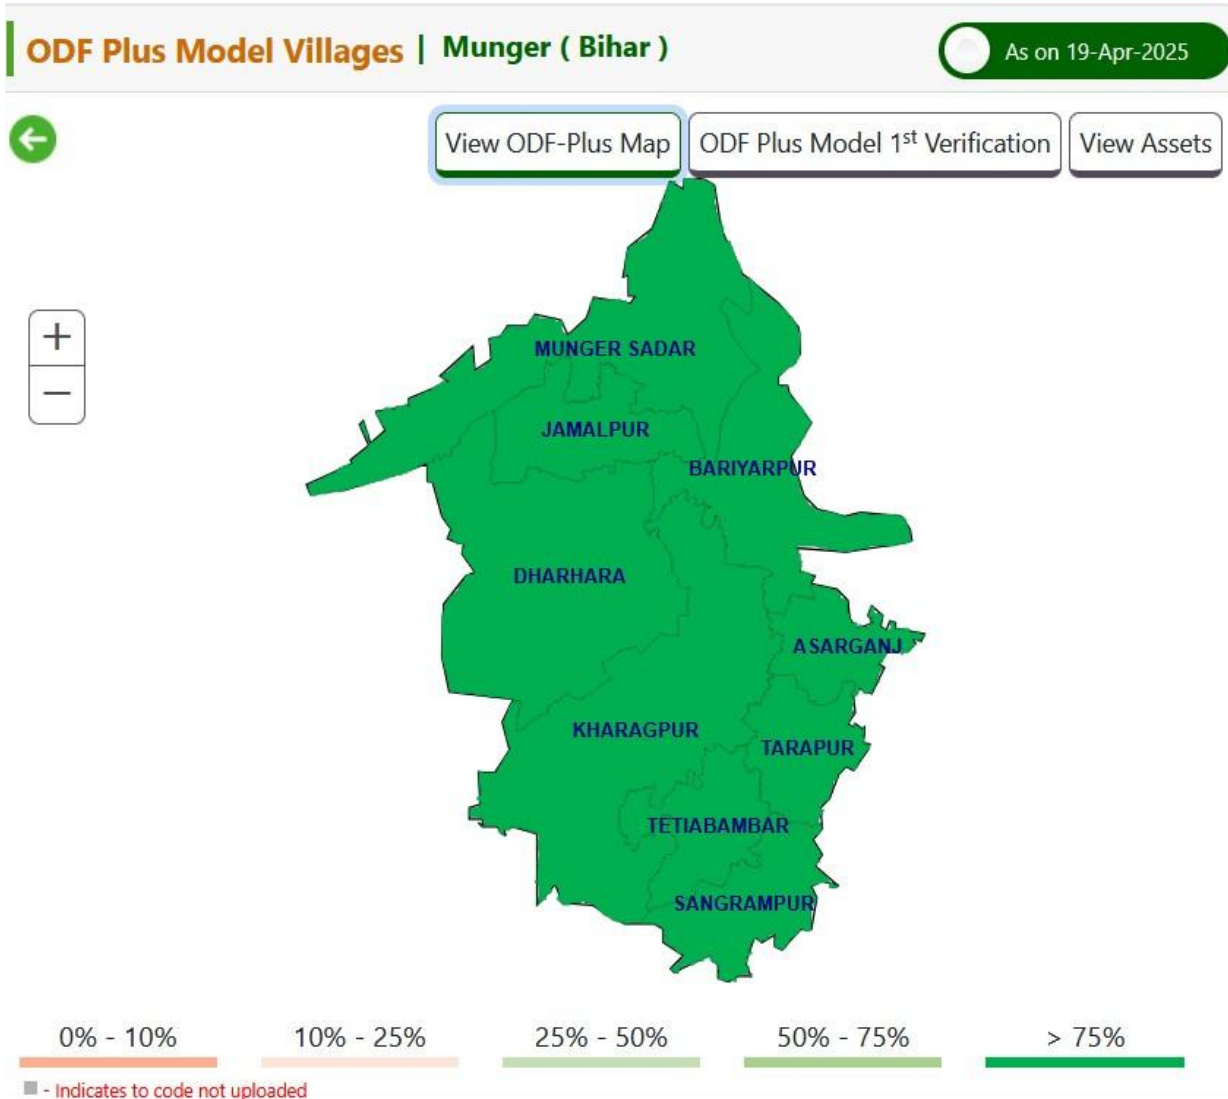 ODF Plus Model Villages | Munger ( Bihar )
As on 19-Apr-2025
View ODF-Plus Map
ODF Plus Model 1st Verification
View Assets
+
−
MUNGER SADAR
JAMALPUR
BARIYARPUR
DHARHARA
ASARGANJ
KHARAGPUR
TARAPUR
TETIABAMBAR
SANGRAMPUR
0% - 10%
10% - 25%
25% - 50%
50% - 75%
> 75%
- Indicates to code not uploaded